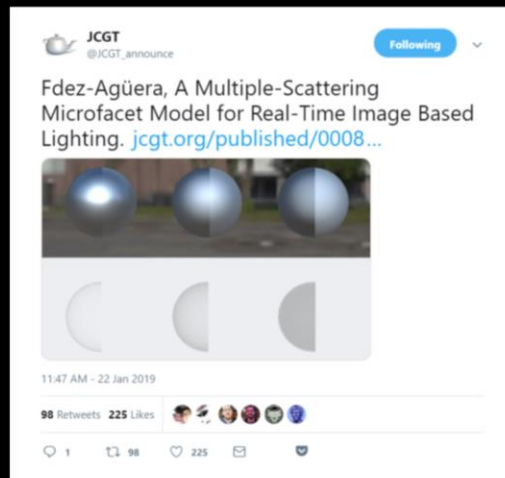 JCGT
@JCGT_announce
Following
Fdez-Agüera, A Multiple-Scattering
Microfacet Model for Real-Time Image Based
Lighting. jcgt.org/published/0008...
11:47 AM - 22 Jan 2019
98 Retweets 225 Likes
1 98 225